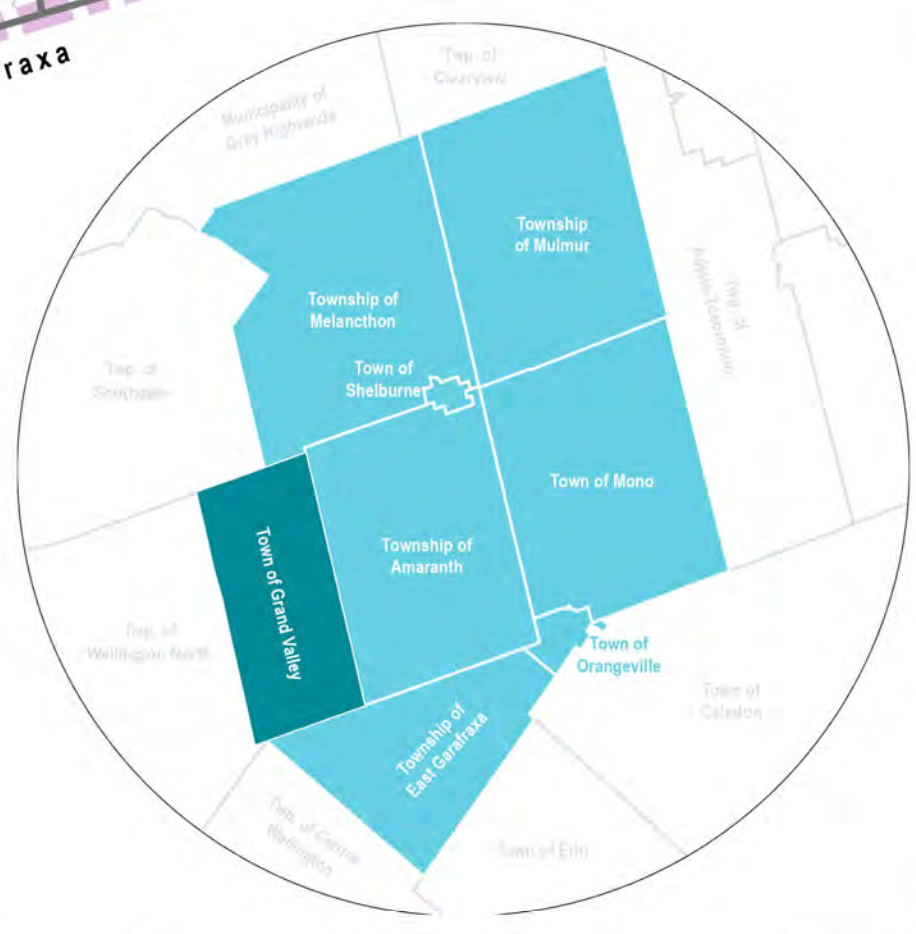 raxa
Twp. of
Clearview
Municipality of
Grey Highlands
Township
of Mulmur
Township of
Melancthon
Twp. of
Adjala-Tosorontio
Twp. of
Southgate
Town of
Shelburne
Town of Mono
Township of
Amaranth
Town of Grand Valley
Twp. of
Wellington North
Town of
Orangeville
Town of
Caledon
Township of
East Garafraxa
Twp. of Centre
Wellington
Town of Erin